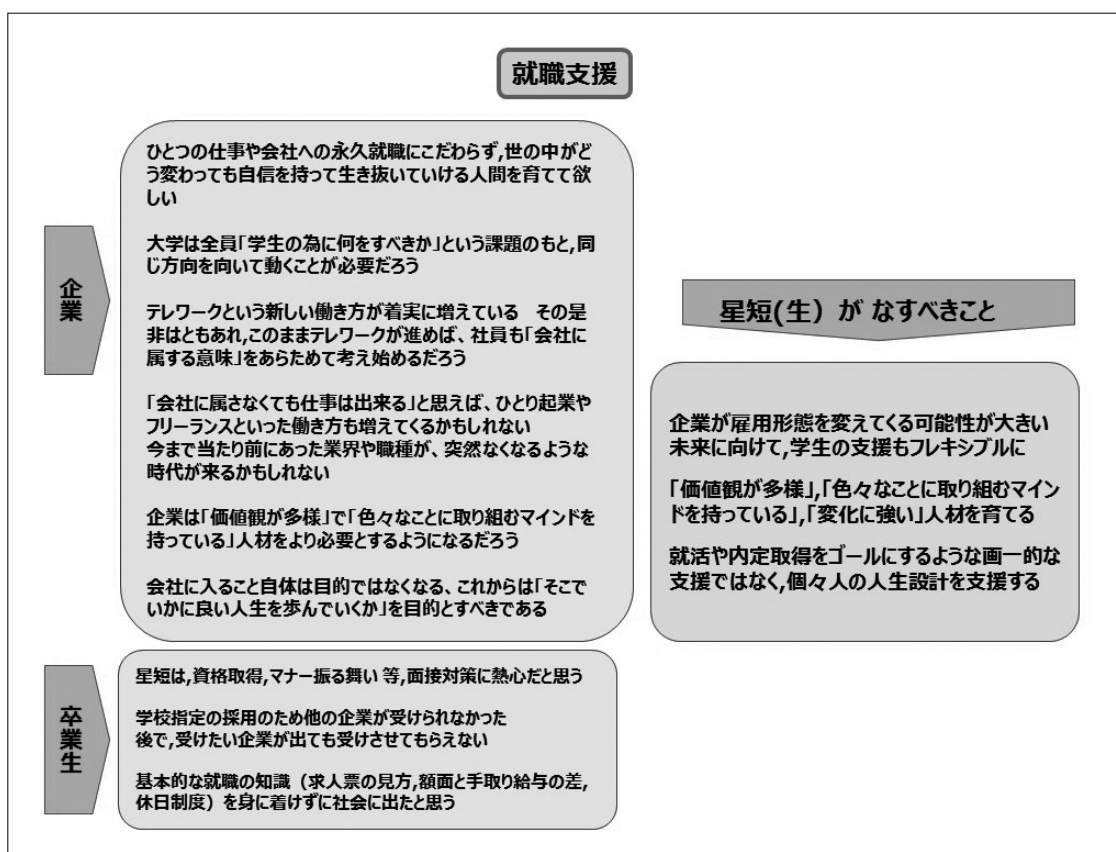 就職支援
企業
ひとつの仕事や会社への永久就職にこだわらず,世の中がど
う変わっても自信を持って生き抜いていける人間を育てて欲
しい
大学は全員「学生の為に何をすべきか」という課題のもと,同
じ方向を向いて動くことが必要だろう
テレワークという新しい働き方が着実に増えている　その是
非はともあれ,このままテレワークが進めば、社員も「会社に
属する意味」をあらためて考え始めるだろう
「会社に属さなくても仕事は出来る」と思えば、ひとり起業や
フリーランスといった働き方も増えてくるかもしれない
今まで当たり前にあった業界や職種が、突然なくなるような
時代が来るかもしれない
企業は「価値観が多様」で「色々なことに取り組むマインドを
持っている」人材をより必要とするようになるだろう
会社に入ること自体は目的ではなくなる、これからは「そこで
いかに良い人生を歩んでいくか」を目的とすべきである
卒業生
星短は,資格取得,マナー振る舞い 等,面接対策に熱心だと思う
学校指定の採用のため他の企業が受けられなかった
後で,受けたい企業が出ても受けさせてもらえない
基本的な就職の知識（求人票の見方,額面と手取り給与の差,
休日制度）を身に着けずに社会に出たと思う
星短(生）が なすべきこと
企業が雇用形態を変えてくる可能性が大きい
未来に向けて,学生の支援もフレキシブルに
「価値観が多様」,「色々なことに取り組むマイン
ドを持っている」,「変化に強い」人材を育てる
就活や内定取得をゴールにするような画一的な
支援ではなく,個々人の人生設計を支援する